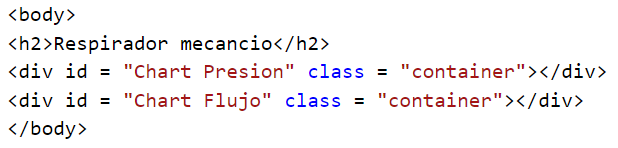 <body>
<h2>Respirador mecancio</h2>
<div id = "Chart Presion" class = "container"></div>
<div id = "Chart Flujo" class = "container"></div>
</body>